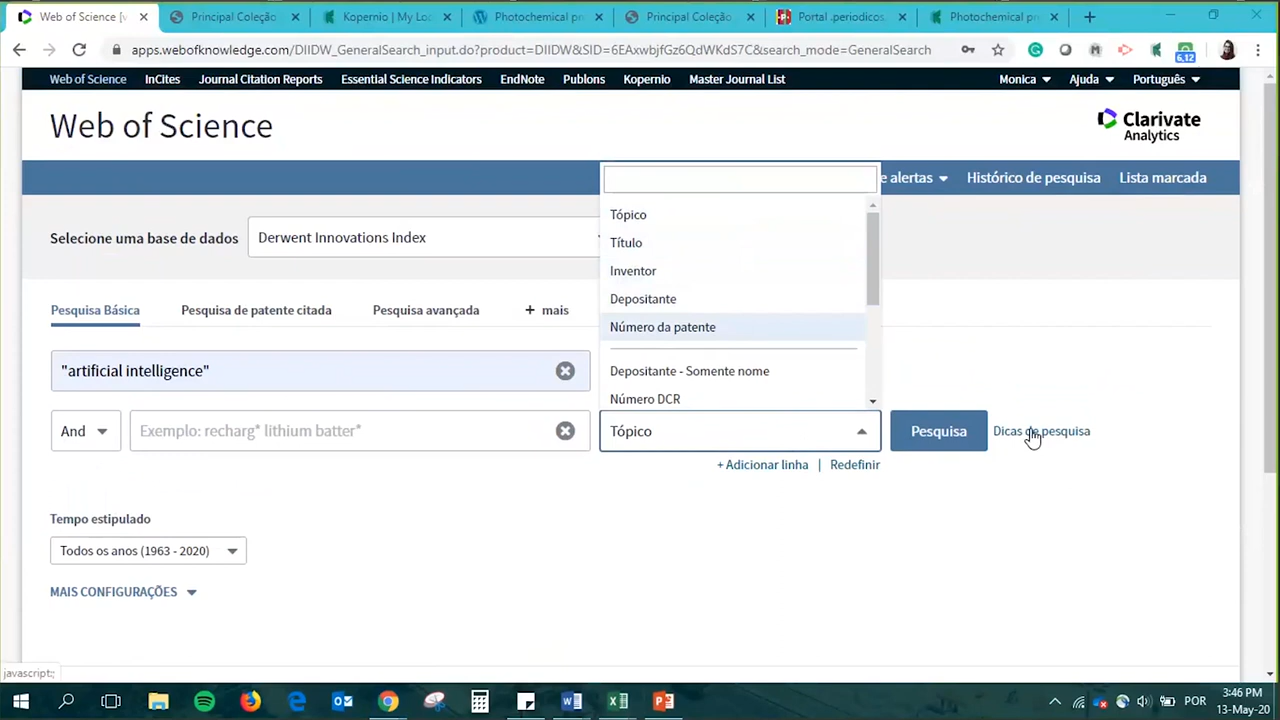 Web of Science [v
Principal Coleção
Kopernio | My Loc
Photochemical pr
Principal Coleção
Portal .periodicos.
Photochemical pr
apps.webofknowledge.com/DIIDW_GeneralSearch_input.do?product=DIIDW&SID=6EAxwbjfGz6QdWKdS7C&search_mode=GeneralSearch
6.12
Web of Science InCites Journal Citation Reports Essential Science Indicators EndNote Publons Kopernio Master Journal List Monica Ajuda Português
Web of Science
Clarivate
Analytics
e alertas Histórico de pesquisa Lista marcada
Selecione uma base de dados Derwent Innovations Index
Tópico
Título
Inventor
Depositante
Número da patente
Depositante - Somente nome
Número DCR
Pesquisa Básica Pesquisa de patente citada Pesquisa avançada + mais
"artificial intelligence"
And Exemplo: recharg* lithium batter* Tópico Pesquisa Dicas de pesquisa
+ Adicionar linha | Redefinir
Tempo estipulado
Todos os anos (1963 - 2020)
MAIS CONFIGURAÇÕES
javascript:;
POR
3:46 PM
13-May-20